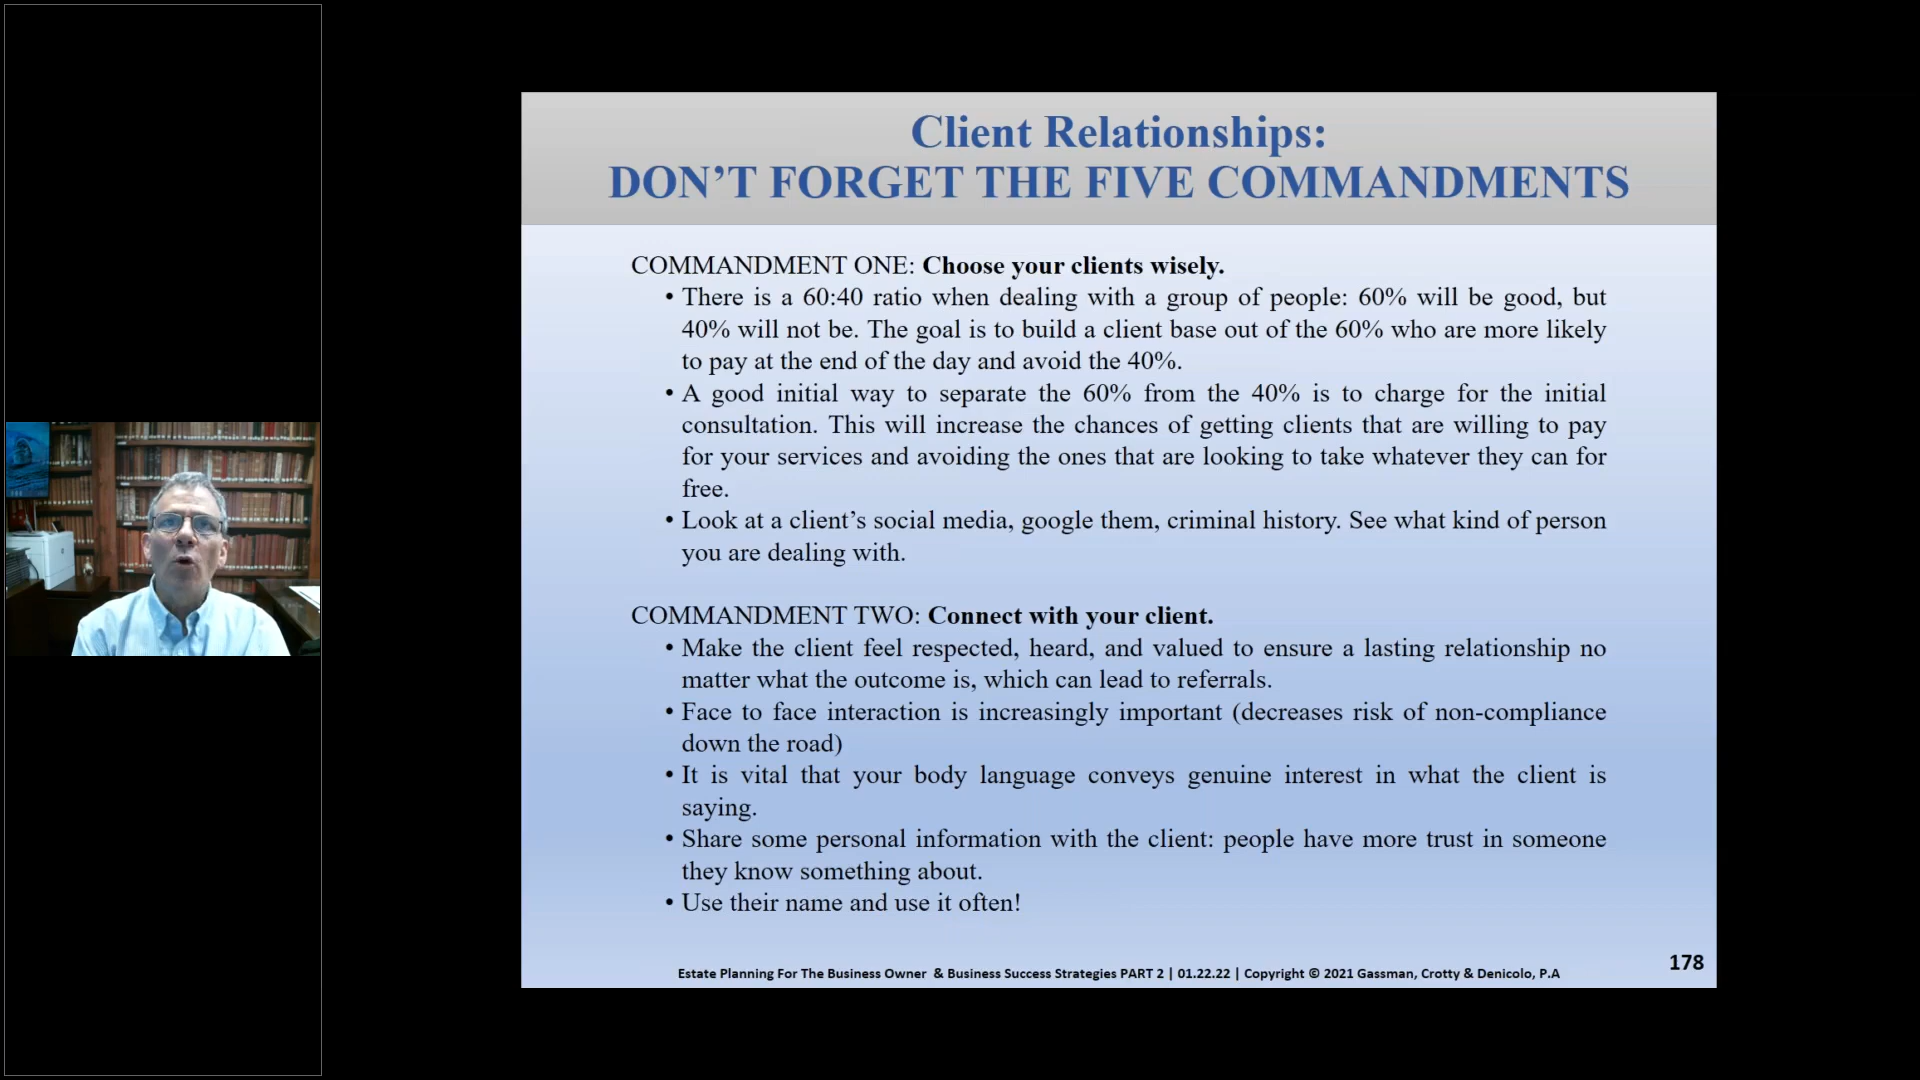 Client Relationships:
DON’T FORGET THE FIVE COMMANDMENTS
COMMANDMENT ONE: Choose your clients wisely.
• There is a 60:40 ratio when dealing with a group of people: 60% will be good, but
40% will not be. The goal is to build a client base out of the 60% who are more likely
to pay at the end of the day and avoid the 40%.
• A good initial way to separate the 60% from the 40% is to charge for the initial
consultation. This will increase the chances of getting clients that are willing to pay
for your services and avoiding the ones that are looking to take whatever they can for
free.
• Look at a client’s social media, google them, criminal history. See what kind of person
you are dealing with.
COMMANDMENT TWO: Connect with your client.
• Make the client feel respected, heard, and valued to ensure a lasting relationship no
matter what the outcome is, which can lead to referrals.
• Face to face interaction is increasingly important (decreases risk of non-compliance
down the road)
• It is vital that your body language conveys genuine interest in what the client is
saying.
• Share some personal information with the client: people have more trust in someone
they know something about.
• Use their name and use it often!
178
Estate Planning For The Business Owner & Business Success Strategies PART 2 | 01.22.22 | Copyright © 2021 Gassman, Crotty & Denicolo, P.A